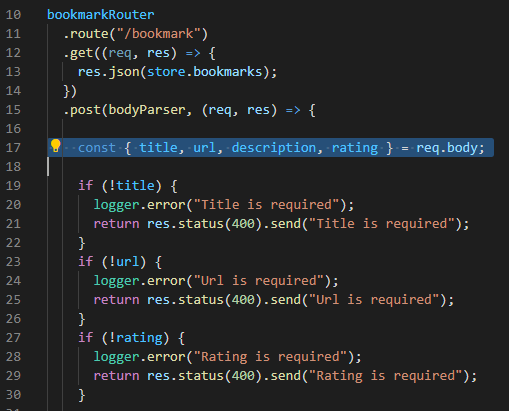 10 bookmarkRouter
11 .route("/bookmark")
12 .get((req, res) => {
13 res.json(store.bookmarks);
14 })
15 .post(bodyParser, (req, res) => {
16
17 const { title, url, description, rating } = req.body;
18
19 if (!title) {
20 logger.error("Title is required");
21 return res.status(400).send("Title is required");
22 }
23 if (!url) {
24 logger.error("Url is required");
25 return res.status(400).send("Url is required");
26 }
27 if (!rating) {
28 logger.error("Rating is required");
29 return res.status(400).send("Rating is required");
30 }